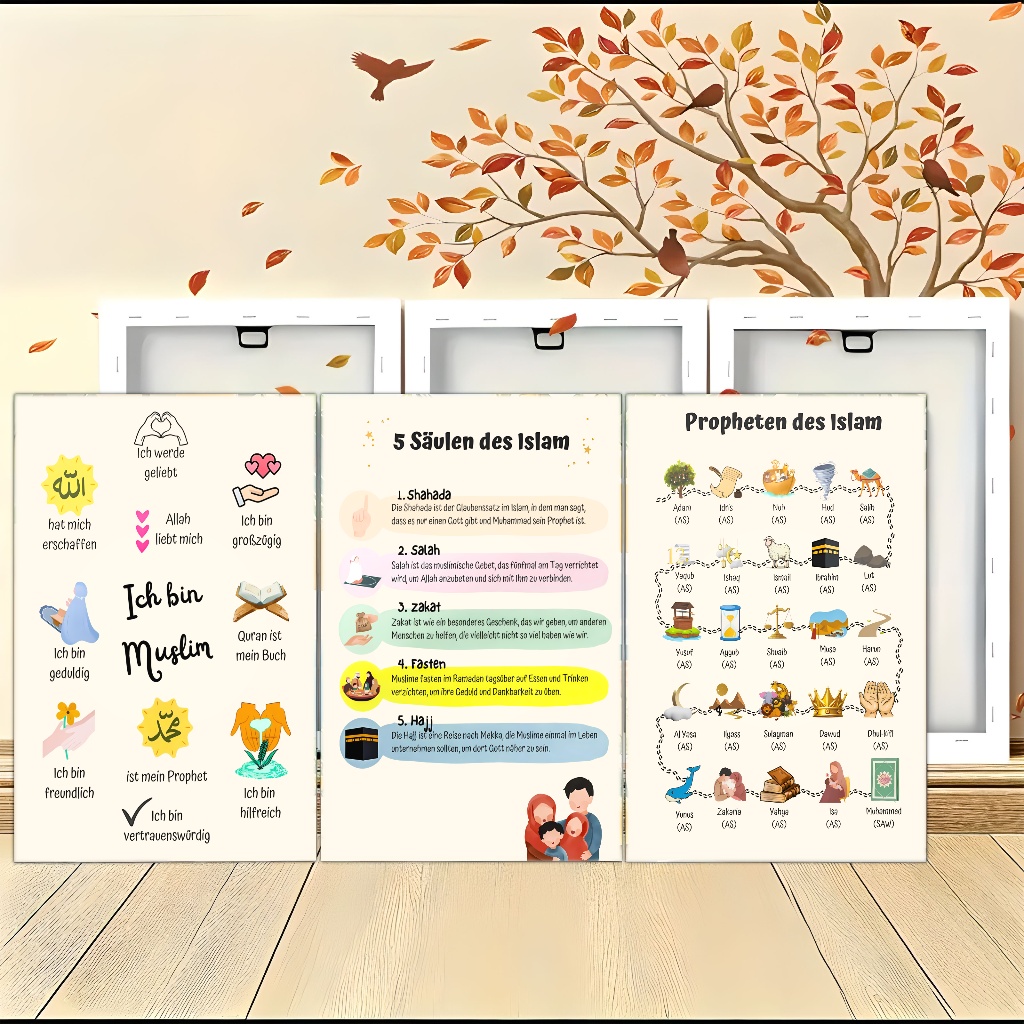 Ich werde
geliebt
الله
hat mich
erschaffen
Allah
liebt mich
Ich bin
großzügig
Ich bin
geduldig
Ich bin
Muslim
Quran ist
mein Buch
Ich bin
freundlich
محمد
ist mein Prophet
Ich bin
hilfreich
Ich bin
vertrauenswürdig
5 Säulen des Islam
1. Shahada
Die Shahada ist der Glaubenssatz im Islam, in dem man sagt,
dass es nur einen Gott gibt und Muhammad sein Prophet ist.
2. Salah
Salah ist das muslimische Gebet, das fünfmal am Tag verrichtet
wird, um Allah anzubeten und sich mit Ihm zu verbinden.
3. Zakat
Zakat ist wie ein besonderes Geschenk, das wir geben, um anderen
Menschen zu helfen, die vielleicht nicht so viel haben wie wir.
4. Fasten
Muslime fasten im Ramadan tagsüber auf Essen und Trinken
verzichten, um ihre Geduld und Dankbarkeit zu üben.
5. Hajj
Die Hajj ist eine Reise nach Mekka, die Muslime einmal im Leben
unternehmen sollten, um dort Gott näher zu sein.
Propheten des Islam
Adam Idris Nuh Hud Salih
(AS) (AS) (AS) (AS) (AS)
Yaqub Ishaq Ismail Ibrahim Lut
(AS) (AS) (AS) (AS) (AS)
Yusuf Ayyub Shuaib Musa Harun
(AS) (AS) (AS) (AS) (AS)
Al Yasa Ilyass Sulayman Dawud Dhul-Kifl
(AS) (AS) (AS) (AS) (AS)
Yunus Zakaria Yahya Isa Muhammed
(AS) (AS) (AS) (AS) (SAW)